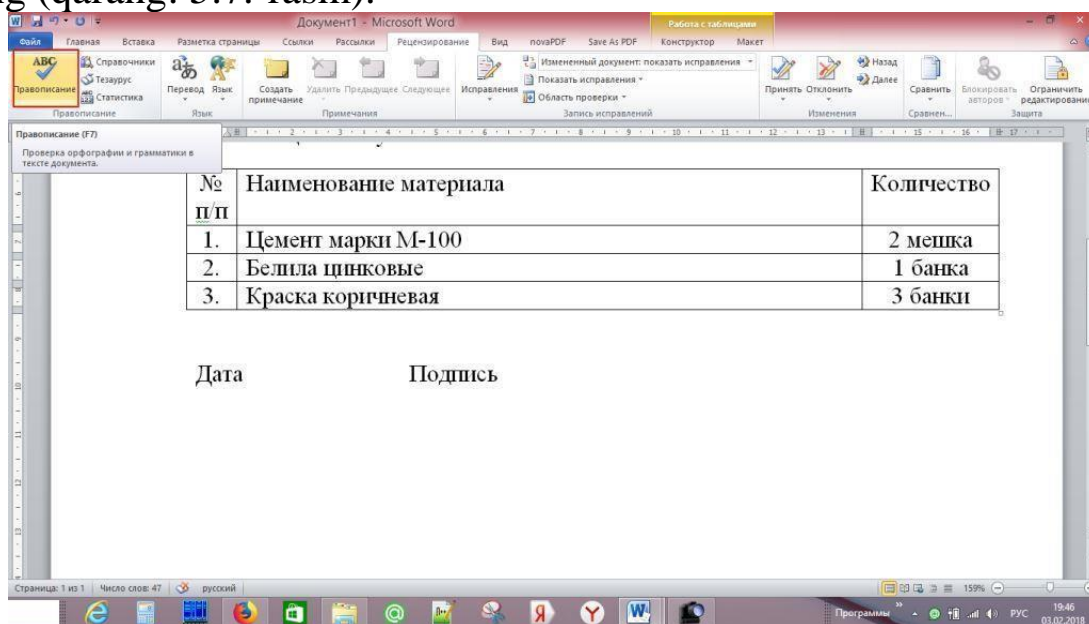 ng (qarang: 3.7.
Документ1 - Microsoft Word Работа с таблицами
Файл Главная Вставка Разметка страницы Ссылки Рассылки Рецензирование Вид novaPDF Save As PDF Конструктор Макет
ABC Правописание Справочники Тезаурус Статистика
Перевод Язык
Создать примечание Удалить Предыдущее Следующее
Исправления Измененный документ: показать исправления
Показать исправления
Область проверки
Принять Отклонить Назад Далее
Сравнить
Блокировать авторов Ограничить
Правописание Язык Примечания Запись исправлений Изменения Сравнен... Защита
Правописание (F7)
Проверка орфографии и грамматики в
тексте документа.
№ п/п Наименование материала Количество
1. Цемент марки М-100 2 мешка
2. Белила цинковые 1 банка
3. Краска коричневая 3 банки
Дата Подпись
Страница: 1 из 1 Число слов: 47 русский 159%
Программы РУС 19:46
03.02.2018